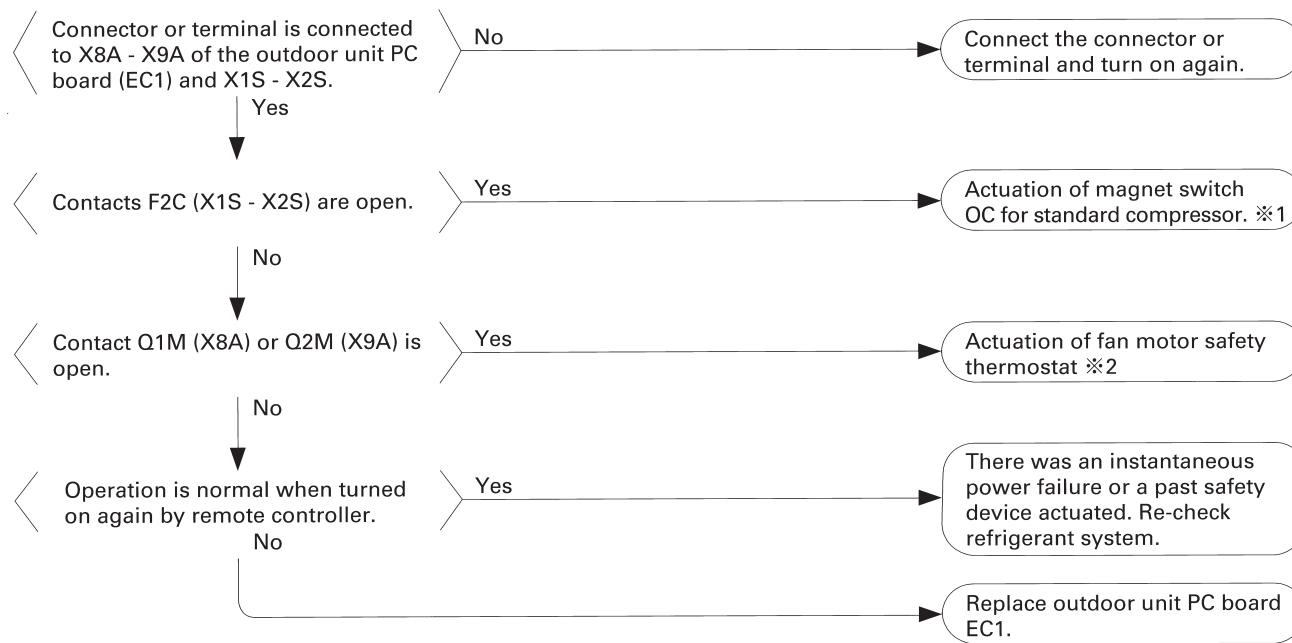 Connector or terminal is connected
to X8A - X9A of the outdoor unit PC
board (EC1) and X1S - X2S.
No
Connect the connector or
terminal and turn on again.
Yes
Contacts F2C (X1S - X2S) are open.
Yes
Actuation of magnet switch
OC for standard compressor. ※1
No
Contact Q1M (X8A) or Q2M (X9A) is
open.
Yes
Actuation of fan motor safety
thermostat ※2
No
Operation is normal when turned
on again by remote controller.
Yes
There was an instantaneous
power failure or a past safety
device actuated. Re-check
refrigerant system.
No
Replace outdoor unit PC board
EC1.